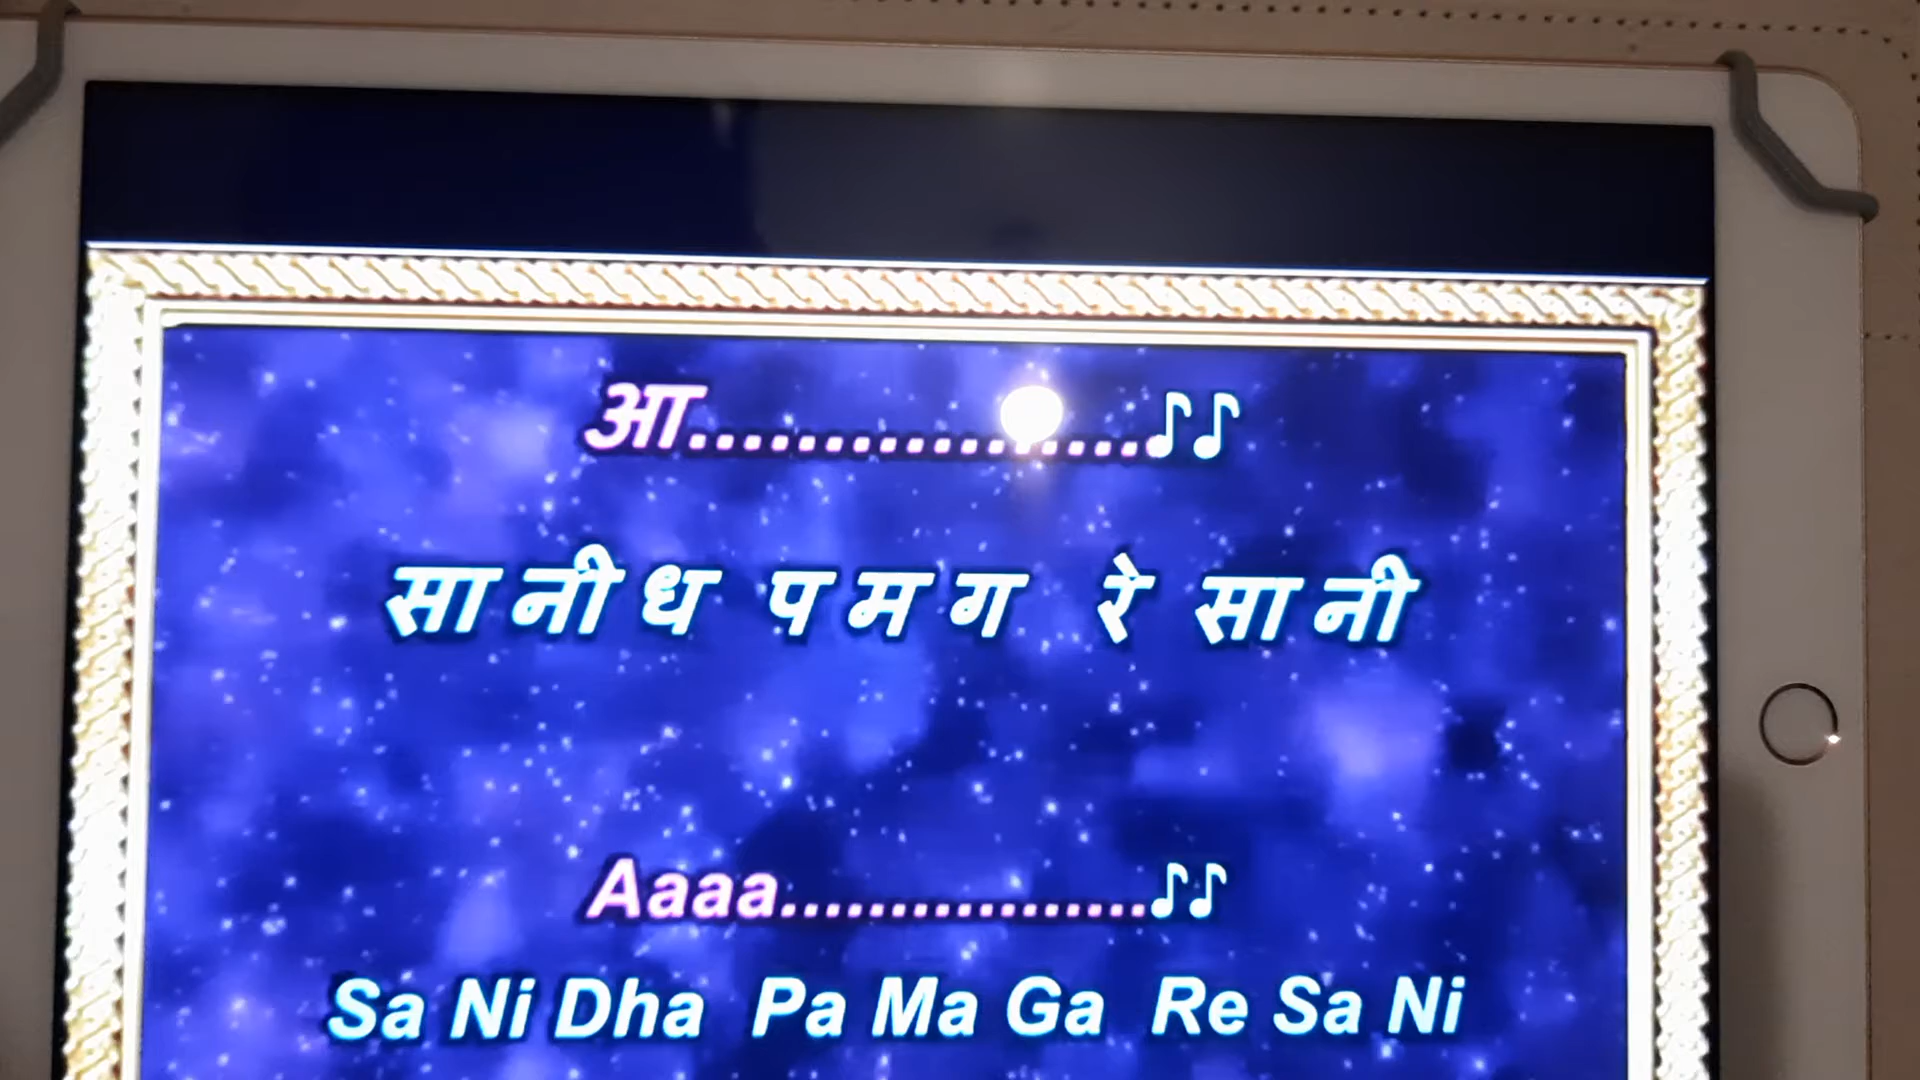 आ.................♪♪
सा नी ध प म ग रे सा नी
Aaaa.................♪♪
Sa Ni Dha Pa Ma Ga Re Sa Ni